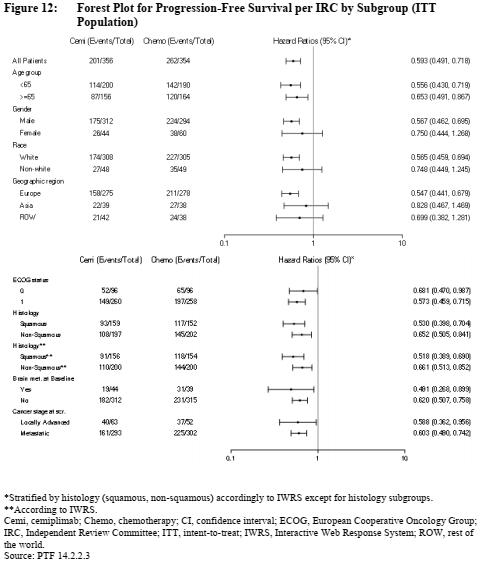 Figure 12: Forest Plot for Progression-Free Survival per IRC by Subgroup (ITT
Population)
Cemi (Events/Total) Chemo (Events/Total) Hazard Ratios (95% CI)*
All Patients 201/356 262/354 0.593 (0.491, 0.718)
Age group
<65 114/200 142/190 0.556 (0.430, 0.719)
>=65 87/156 120/164 0.653 (0.491, 0.867)
Gender
Male 175/312 224/294 0.567 (0.462, 0.695)
Female 26/44 38/60 0.750 (0.444, 1.268)
Race
White 174/308 227/305 0.565 (0.459, 0.694)
Non-white 27/48 35/49 0.748 (0.449, 1.245)
Geographic region
Europe 158/275 211/278 0.547 (0.441, 0.679)
Asia 22/39 27/38 0.828 (0.467, 1.469)
ROW 21/42 24/38 0.699 (0.382, 1.281)
0.1 1 10
Cemi (Events/Total) Chemo (Events/Total) Hazard Ratios (95% CI)*
ECOG status
0 52/96 65/96 0.681 (0.470, 0.987)
1 149/260 197/258 0.573 (0.459, 0.715)
Histology
Squamous 93/159 117/152 0.530 (0.398, 0.704)
Non-Squamous 108/197 145/202 0.652 (0.505, 0.841)
Histology**
Squamous** 91/156 118/154 0.518 (0.389, 0.690)
Non-Squamous** 110/200 144/200 0.661 (0.513, 0.852)
Brain met. at Baseline
Yes 19/44 31/39 0.491 (0.268, 0.899)
No 182/312 231/315 0.620 (0.507, 0.758)
Cancer stage at scr.
Locally Advanced 40/63 37/52 0.588 (0.362, 0.956)
Metastatic 161/293 225/302 0.603 (0.490, 0.742)
0.1 1 10
*Stratified by histology (squamous, non-squamous) accordingly to IWRS except for histology subgroups.
**According to IWRS.
Cemi, cemiplimab; Chemo, chemotherapy; CI, confidence interval; ECOG, European Cooperative Oncology Group;
IRC, Independent Review Committee; ITT, intent-to-treat; IWRS, Interactive Web Response System; ROW, rest of
the world.
Source: PTF 14.2.2.3